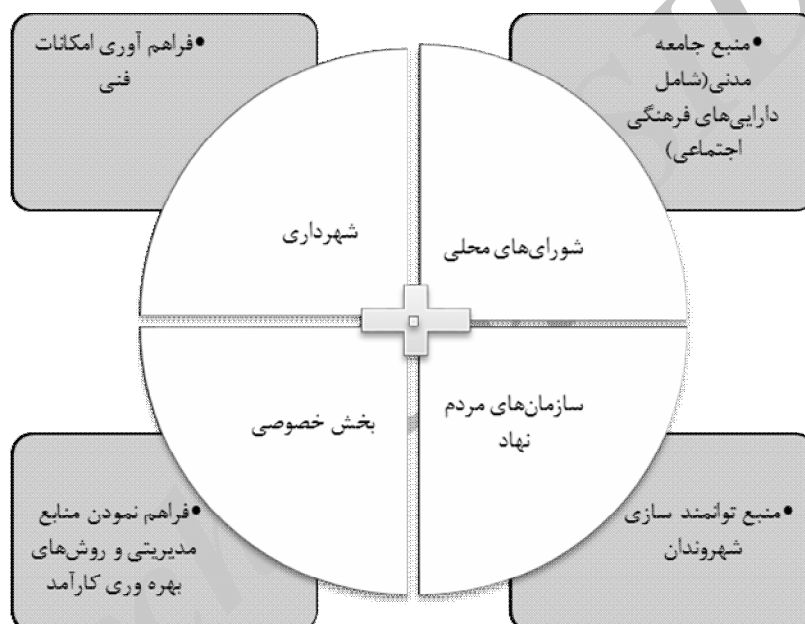 •منبع جامعه
مدنی(شامل
دارایی‌های فرهنگی
اجتماعی)
•فراهم آوری امکانات
فنی
شورای‌های محلی
شهرداری
سازمان‌های مردم
نهاد
بخش خصوصی
•منبع توانمند سازی
شهروندان
•فراهم نمودن منابع
مدیریتی و روش‌های
بهره وری کارآمد